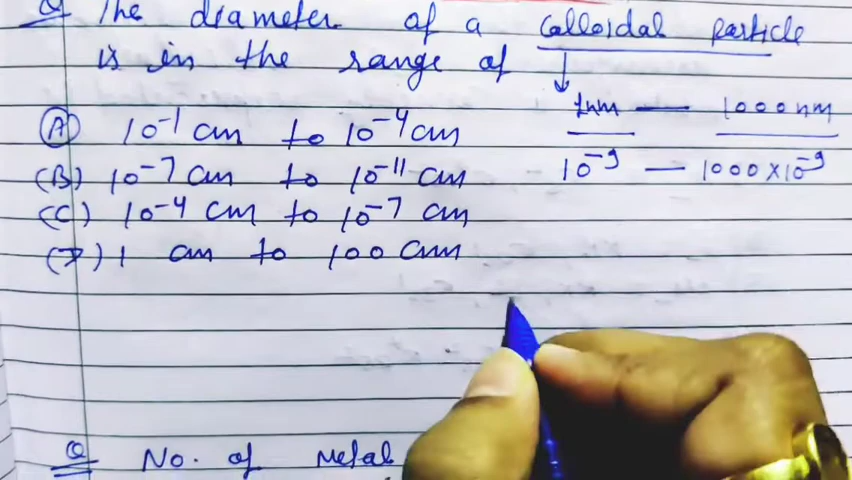 Q The diameter of a colloidal particle
is in the range of
1nm — 1000nm
(A) 10⁻¹ cm to 10⁻⁴ cm
10⁻⁹ — 1000×10⁻⁹
(B) 10⁻⁷ cm to 10⁻¹¹ cm
(C) 10⁻⁴ cm to 10⁻⁷ cm
1 cm to 100 cm
Q No. of Metal